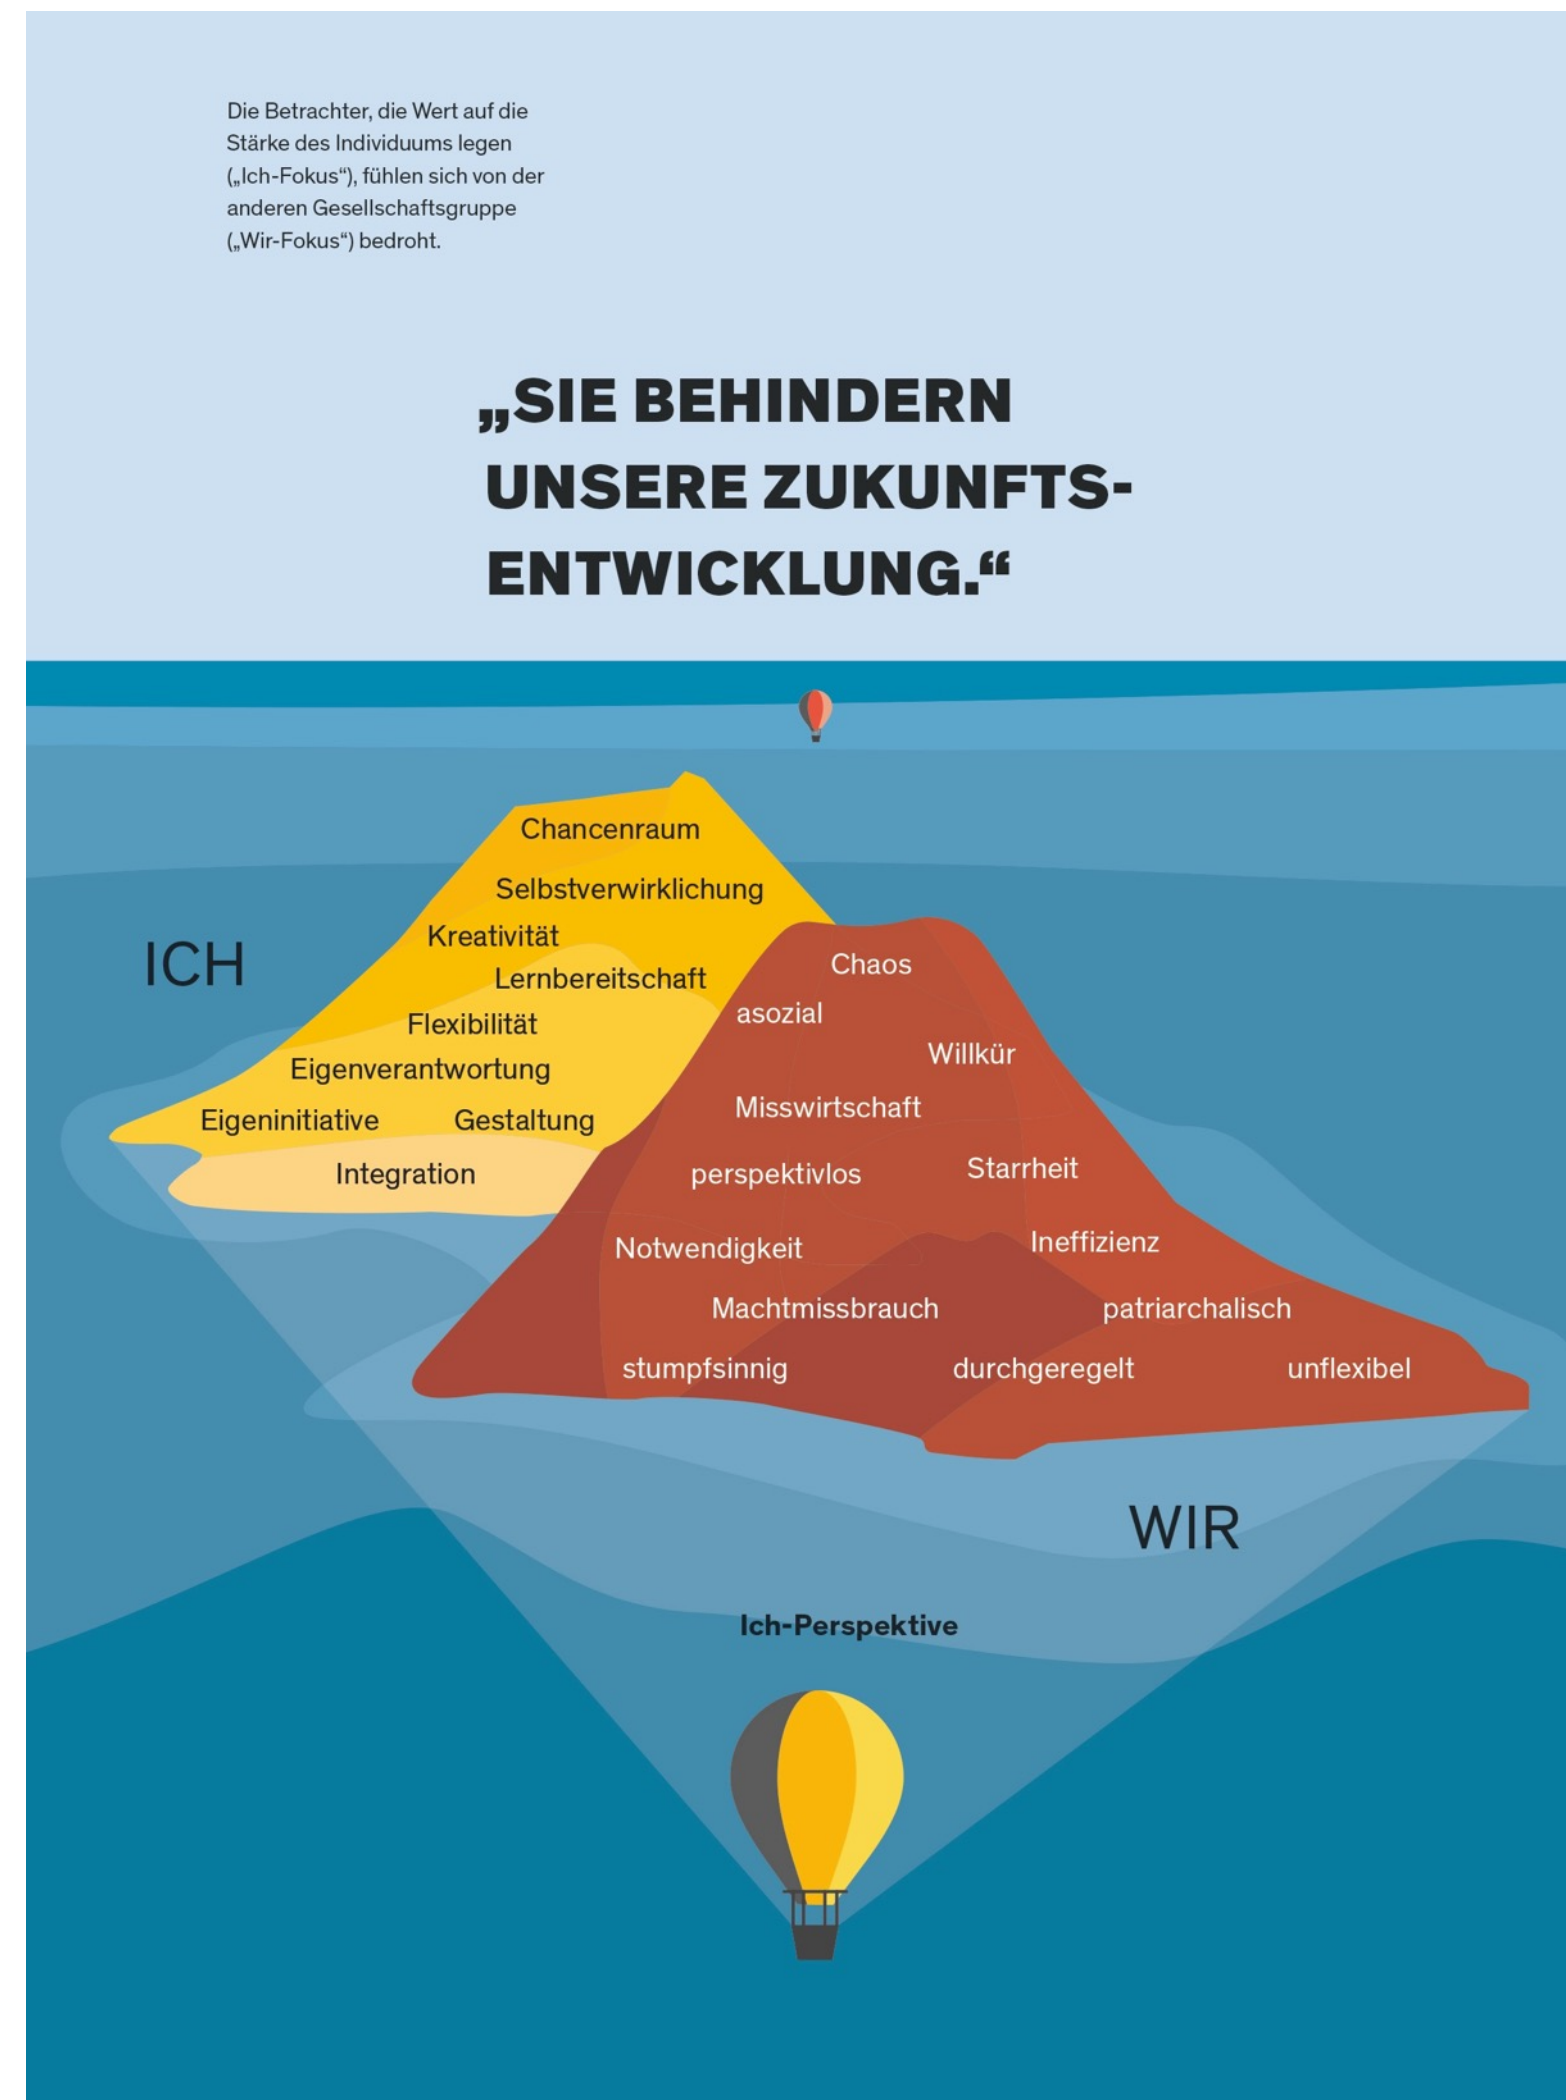 Die Betrachter, die Wert auf die
Stärke des Individuums legen
(„Ich-Fokus“), fühlen sich von der
anderen Gesellschaftsgruppe
(„Wir-Fokus“) bedroht.
„SIE BEHINDERN
UNSERE ZUKUNFTS-
ENTWICKLUNG.“
ICH
Chancenraum
Selbstverwirklichung
Kreativität
Lernbereitschaft
Flexibilität
Eigenverantwortung
Eigeninitiative Gestaltung
Integration
Chaos
asozial
Willkür
Misswirtschaft
perspektivlos Starrheit
Notwendigkeit Ineffizienz
Machtmissbrauch patriarchalisch
stumpfsinnig durchgeregelt unflexibel
WIR
Ich-Perspektive